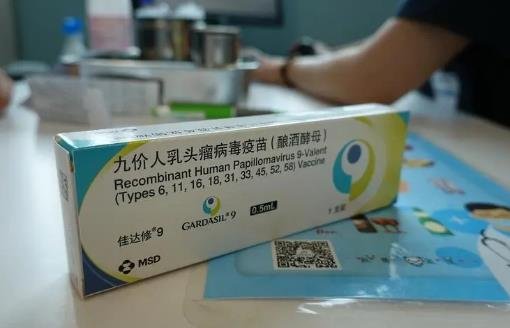 九价人乳头瘤病毒疫苗（酿酒酵母）
Recombinant Human Papillomavirus 9-Valent
(Types 6, 11, 16, 18, 31, 33, 45, 52, 58) Vaccine
佳达修®9
GARDASIL®9
0.5mL
MSD